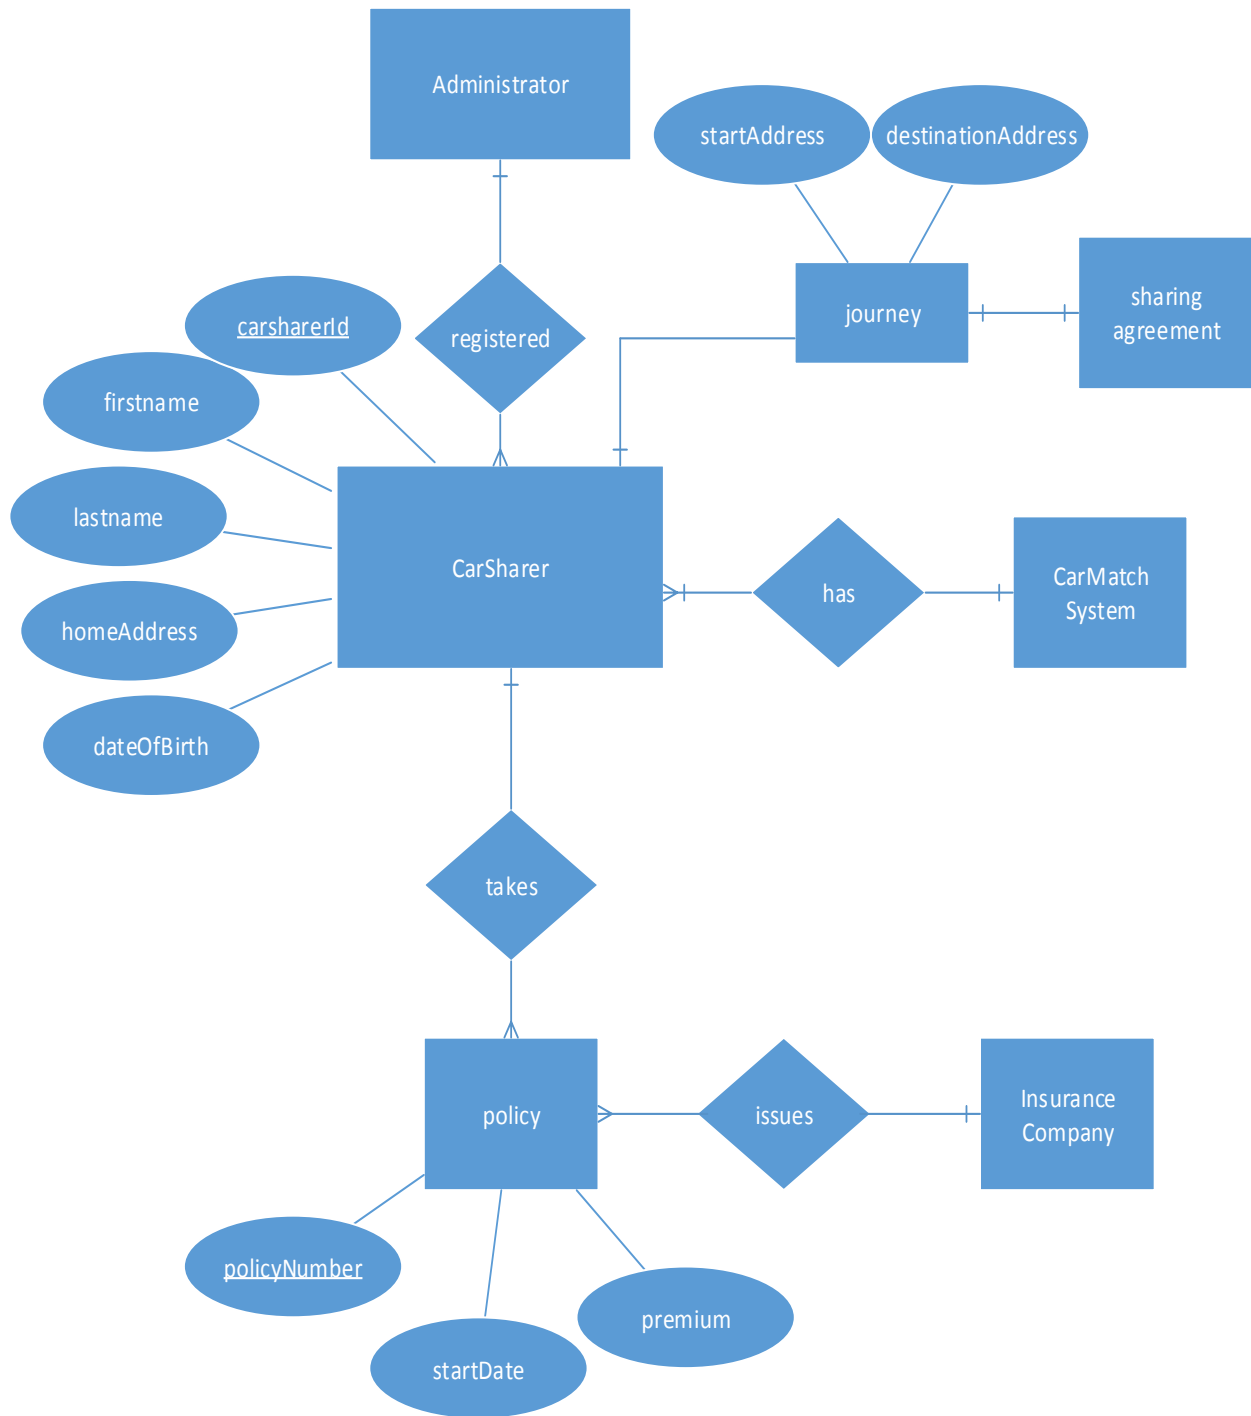 Administrator
startAddress
destinationAddress
carsharerId
registered
journey
sharing
agreement
firstname
lastname
CarSharer
has
CarMatch
System
homeAddress
dateOfBirth
takes
policy
issues
Insurance
Company
policyNumber
premium
startDate